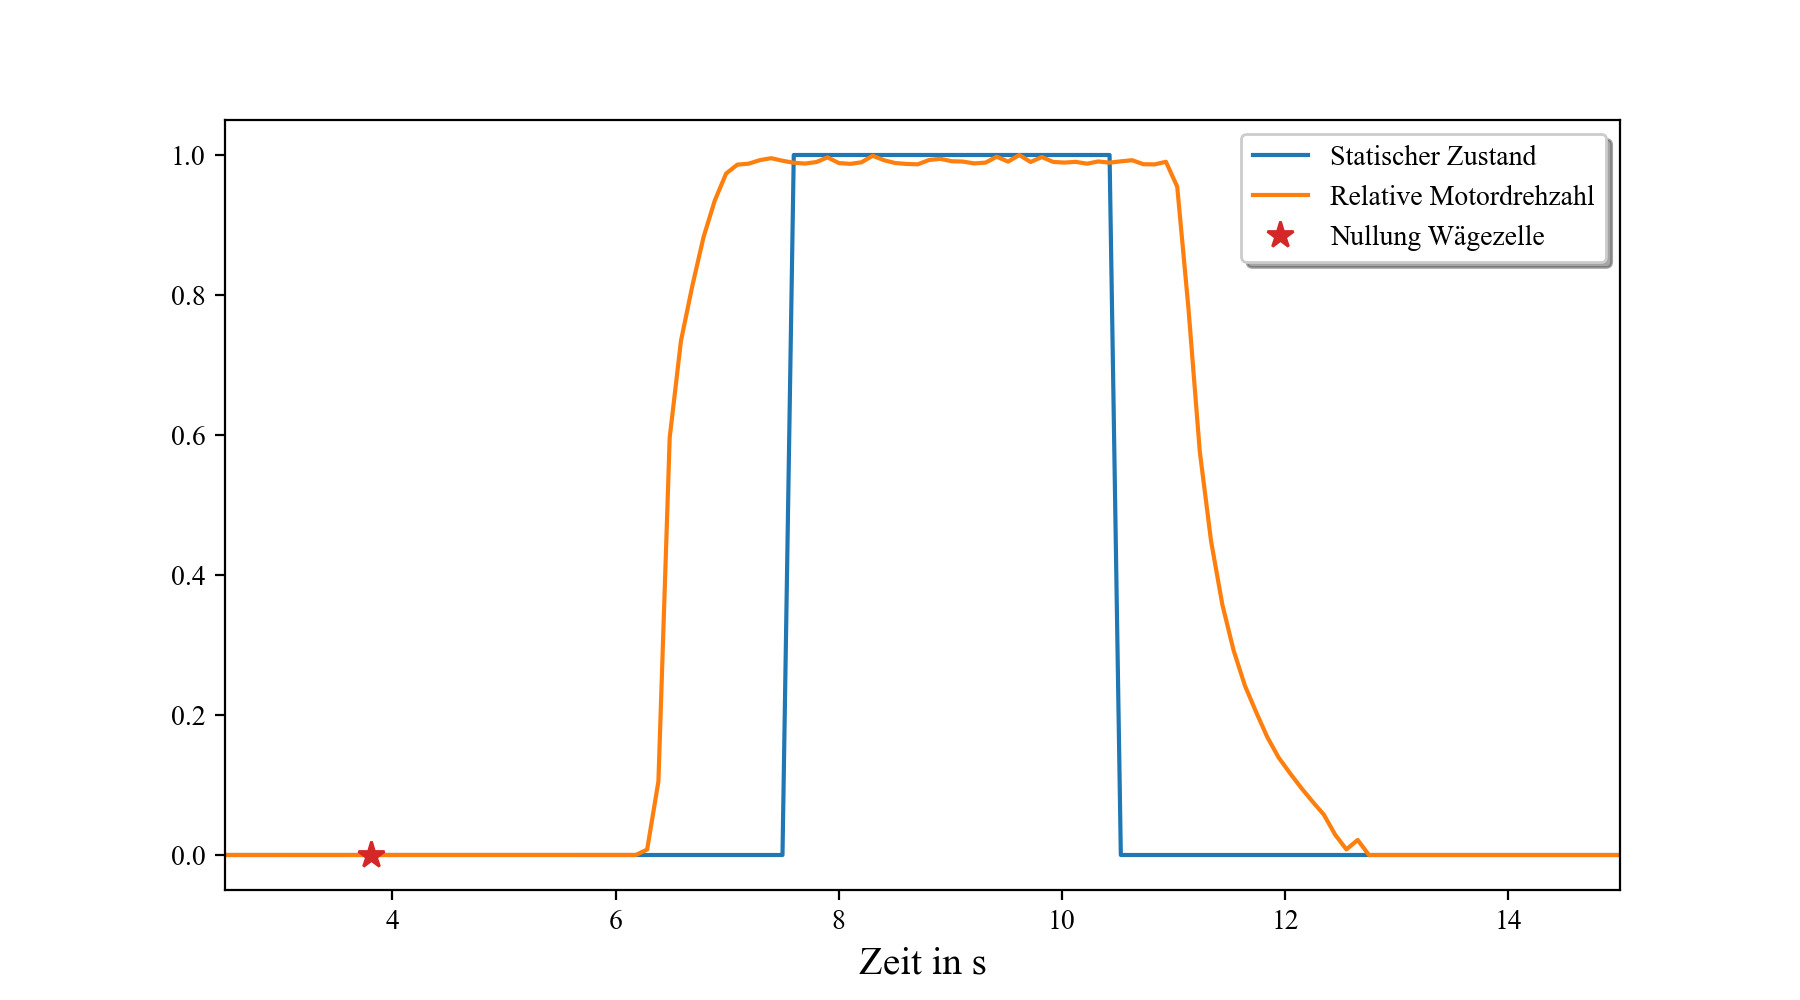 1.0
0.8
0.6
0.4
0.2
0.0
Statischer Zustand
Relative Motordrehzahl
Nullung Wägezelle
4 6 8 10 12 14
Zeit in s